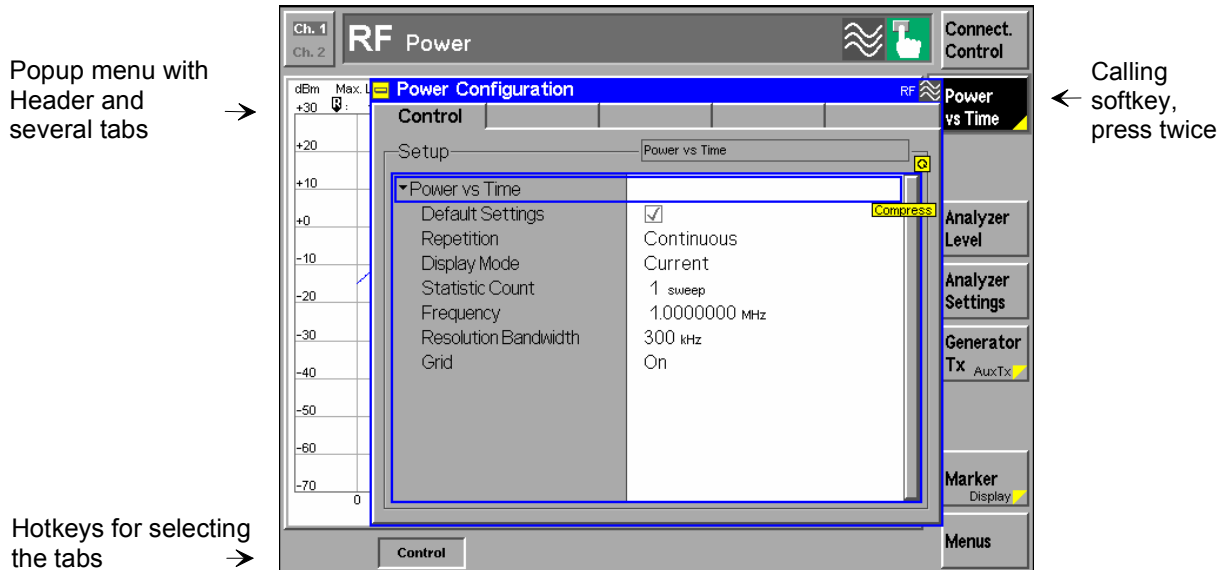 Popup menu with
Header and
several tabs
Hotkeys for selecting
the tabs
Ch. 1
Ch. 2
RF Power
Connect.
Control
dBm Max. L
Power Configuration RF
Control
Setup Power vs Time
Power vs Time
Compress
Default Settings
Repetition Continuous
Display Mode Current
Statistic Count 1 sweep
Frequency 1.0000000 MHz
Resolution Bandwidth 300 kHz
Grid On
+30
+20
+10
+0
-10
-20
-30
-40
-50
-60
-70
0
Control
Power
vs Time
Analyzer
Level
Analyzer
Settings
Generator
Tx AuxTx
Marker
Display
Menus
Calling
softkey,
press twice